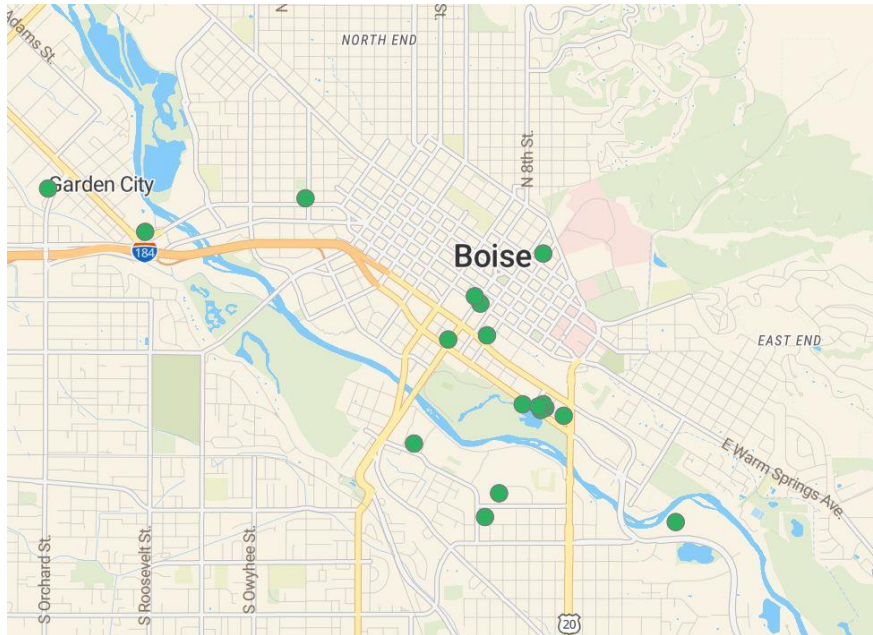 Adams St.
N
NORTH END
St.
N 8th St.
Garden City
184
Boise
EAST END
E Warm Springs Ave.
S Orchard St.
S Roosevelt St.
S Owyhee St.
20